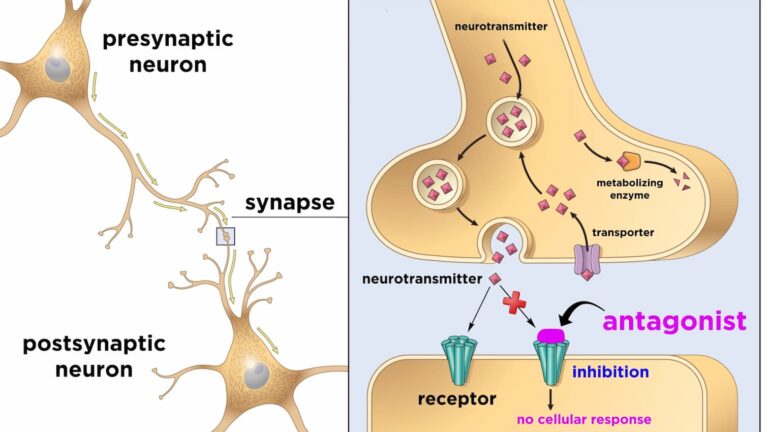 presynaptic
neuron
synapse
postsynaptic
neuron
neurotransmitter
metabolizing
enzyme
transporter
neurotransmitter
antagonist
receptor
inhibition
no cellular response